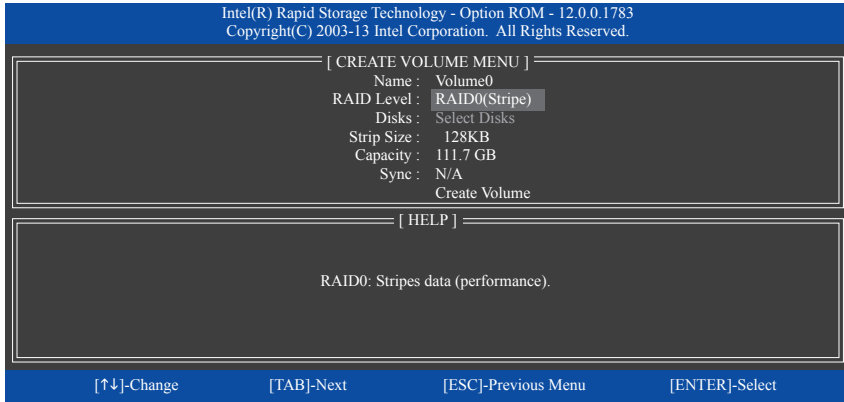 Intel(R) Rapid Storage Technology - Option ROM - 12.0.0.1783
Copyright(C) 2003-13 Intel Corporation. All Rights Reserved.
[ CREATE VOLUME MENU ]
Name : Volume0
RAID Level : RAID0(Stripe)
Disks : Select Disks
Strip Size : 128KB
Capacity : 111.7 GB
Sync : N/A
Create Volume
[ HELP ]
RAID0: Stripes data (performance).
[↑↓]-Change [TAB]-Next [ESC]-Previous Menu [ENTER]-Select